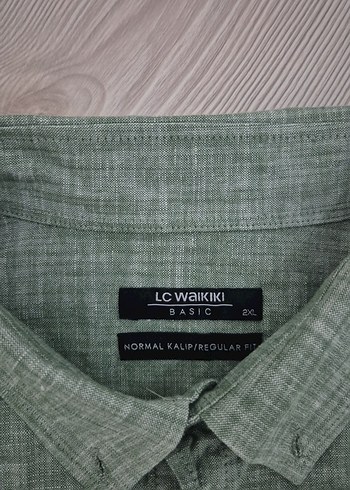 LC WAIKIKI
BASIC 2XL
NORMAL KALIP/REGULAR FIT